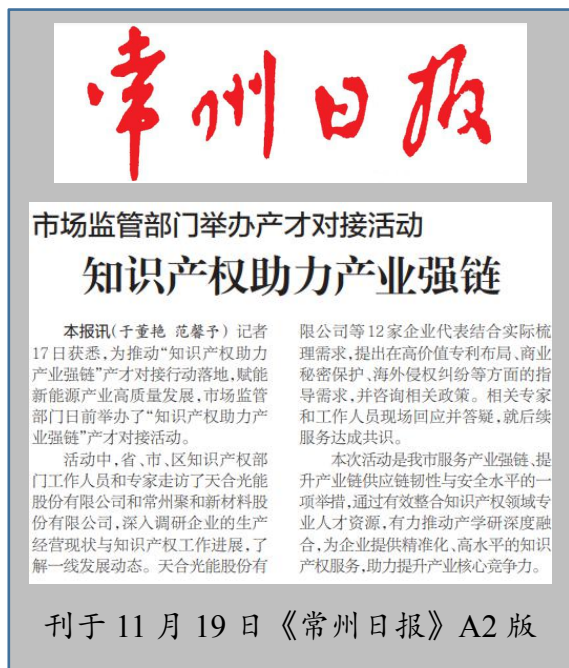 常州日报
市场监管部门举办产才对接活动
知识产权助力产业强链
本报讯(于董艳 范馨予) 记者
17日获悉,为推动“知识产权助力
产业强链”产才对接行动落地,赋能
新能源产业高质量发展,市场监管
部门日前举办了“知识产权助力产
业强链”产才对接活动。
活动中,省、市、区知识产权部
门工作人员和专家走访了天合光能
股份有限公司和常州聚和新材料股
份有限公司,深入调研企业的生产
经营现状与知识产权工作进展,了
解一线发展动态。天合光能股份有
限公司等12家企业代表结合实际梳
理需求,提出在高价值专利布局、商业
秘密保护、海外侵权纠纷等方面的指
导需求,并咨询相关政策。相关专家
和工作人员现场回应并答疑,就后续
服务达成共识。
本次活动是我市服务产业强链、提
升产业链供应链韧性与安全水平的一
项举措,通过有效整合知识产权领域专
业人才资源,有力推动产学研深度融
合,为企业提供精准化、高水平的知识
产权服务,助力提升产业核心竞争力。
刊于 11 月 19 日《常州日报》A2 版